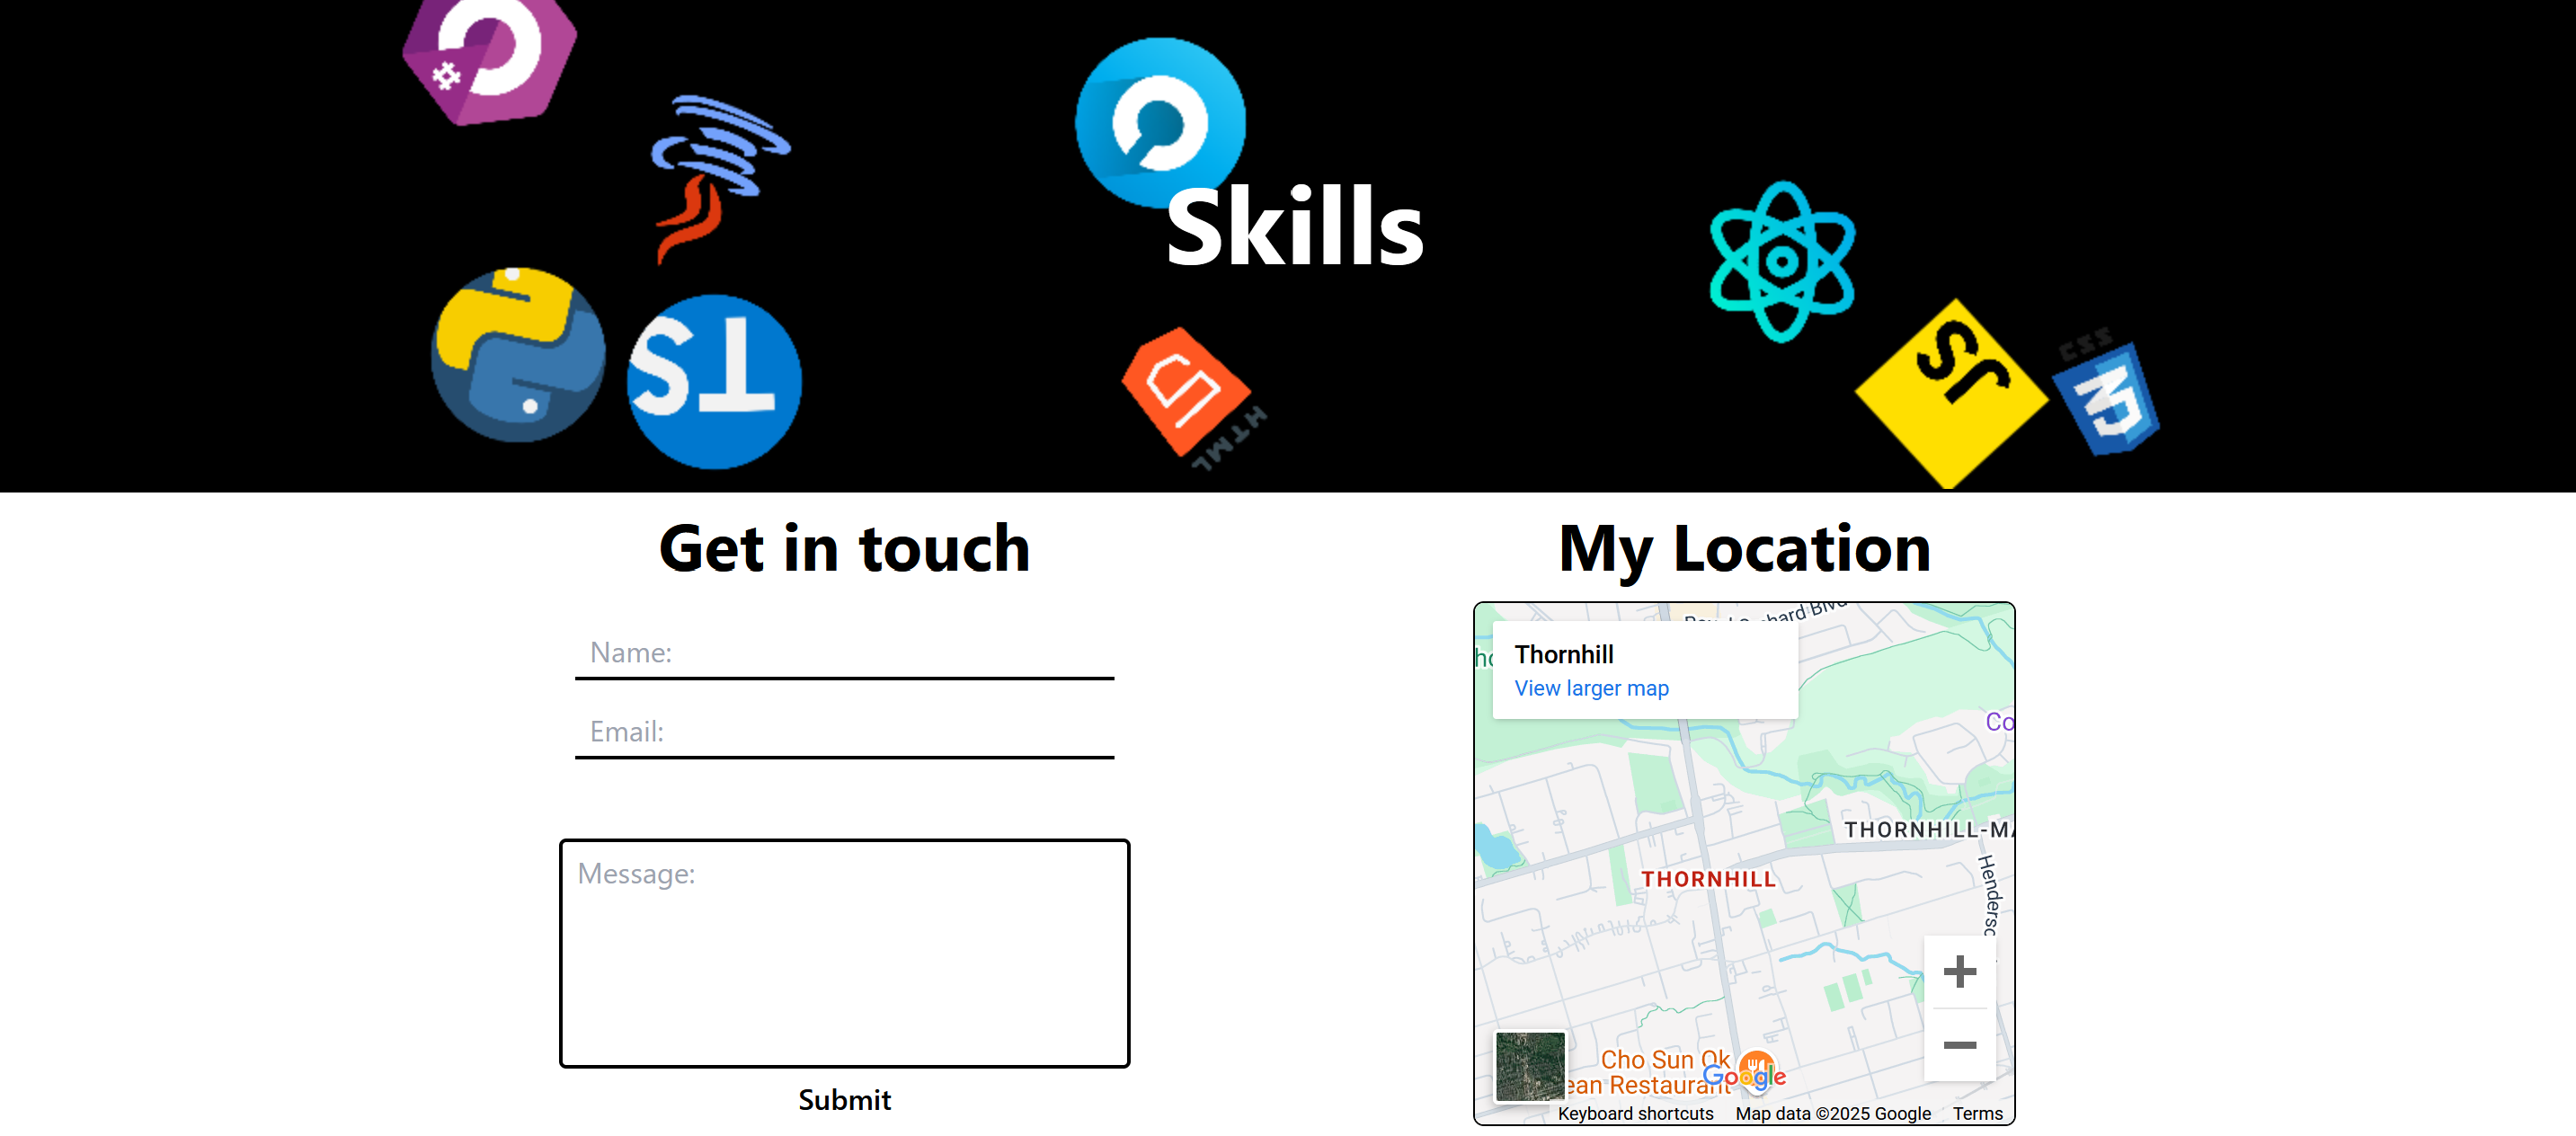 Skills
TS
JS
CSS
HTML
Get in touch
My Location
Name:
Email:
Message:
Submit
Thornhill
View larger map
Co
THORNHILL-MA
THORNHILL
Hendersc
Cho Sun Ok
ean Restaurant
Google
Keyboard shortcuts
Map data ©2025 Google
Terms